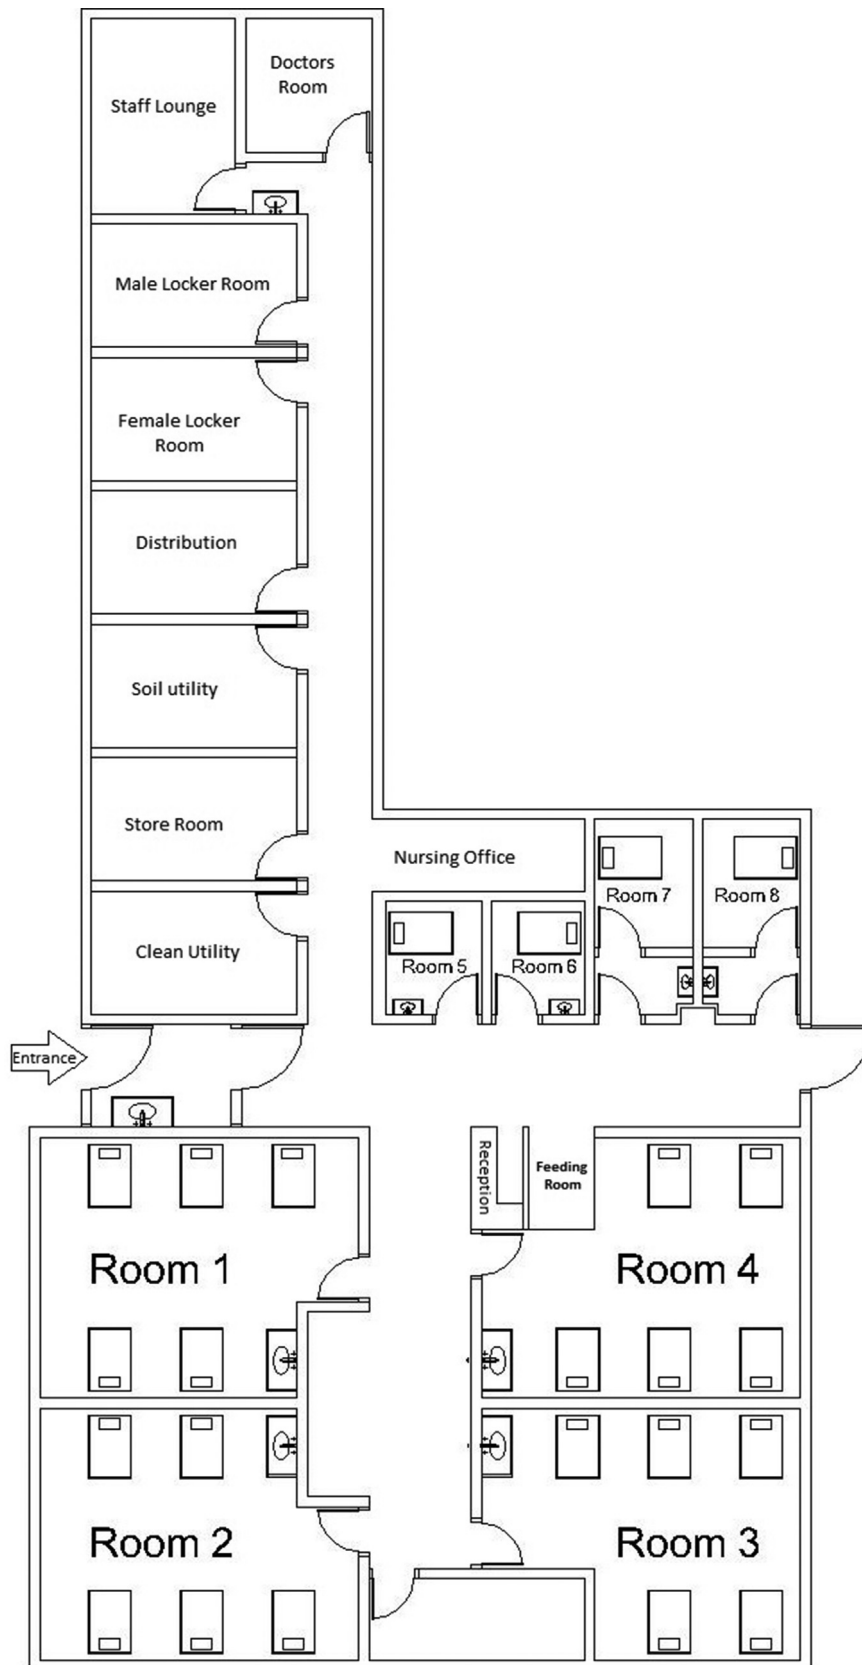 Doctors
Room
Staff Lounge
Male Locker Room
Female Locker
Room
Distribution
Soil utility
Store Room
Nursing Office
Room 7
Room 8
Clean Utility
Room 5
Room 6
Entrance
Reception
Feeding
Room
Room 1
Room 4
Room 2
Room 3